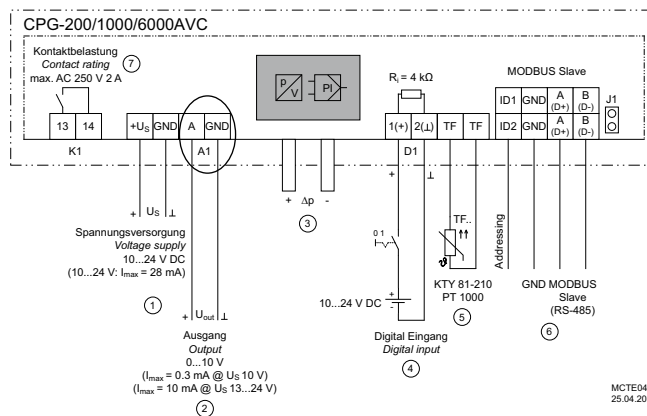 CPG-200/1000/6000AVC
Kontaktbelastung
Contact rating
max. AC 250 V 2 A
7
p
V
PI
Ri = 4 kΩ
MODBUS Slave
13 14
+US GND A GND
1(+) 2(⊥) TF TF
ID1 GND A (D+) B (D-)
ID2 GND A (D+) B (D-)
J1
K1
A1
D1
+ Δp -
3
+ US ⊥
Spannungsversorgung
Voltage supply
10...24 V DC
(10...24 V: Imax = 28 mA)
1
+ Uout ⊥
Ausgang
Output
0...10 V
(Imax = 0.3 mA @ US 10 V)
(Imax = 10 mA @ US 13...24 V)
2
+ ⊥
0 1
+
-
10...24 V DC
Digital Eingang
Digital input
4
TF..
ϑ
KTY 81-210
PT 1000
5
Addressing
GND MODBUS
Slave
(RS-485)
6
MCTE04
25.04.20